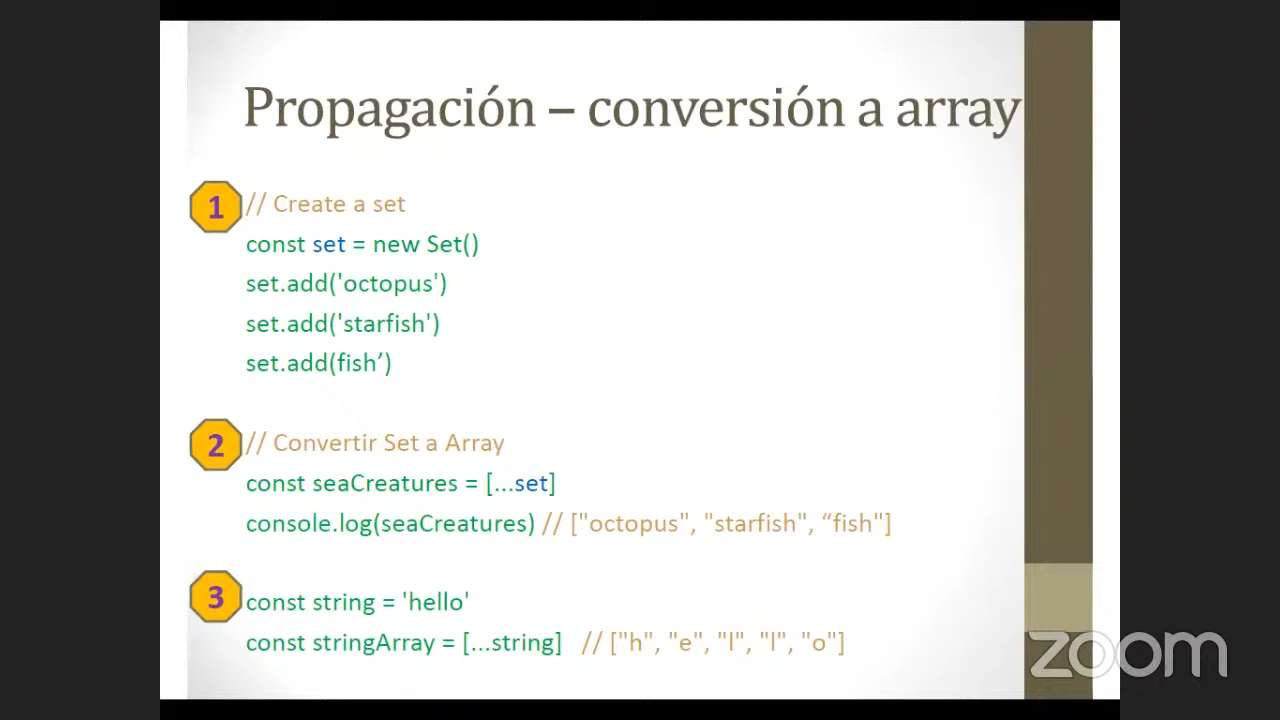 Propagación – conversión a array
1 // Create a set
const set = new Set()
set.add('octopus')
set.add('starfish')
set.add(fish’)
2 // Convertir Set a Array
const seaCreatures = [...set]
console.log(seaCreatures) // ["octopus", "starfish", “fish"]
3 const string = 'hello'
const stringArray = [...string] // ["h", "e", "l", "l", "o"]
zoom